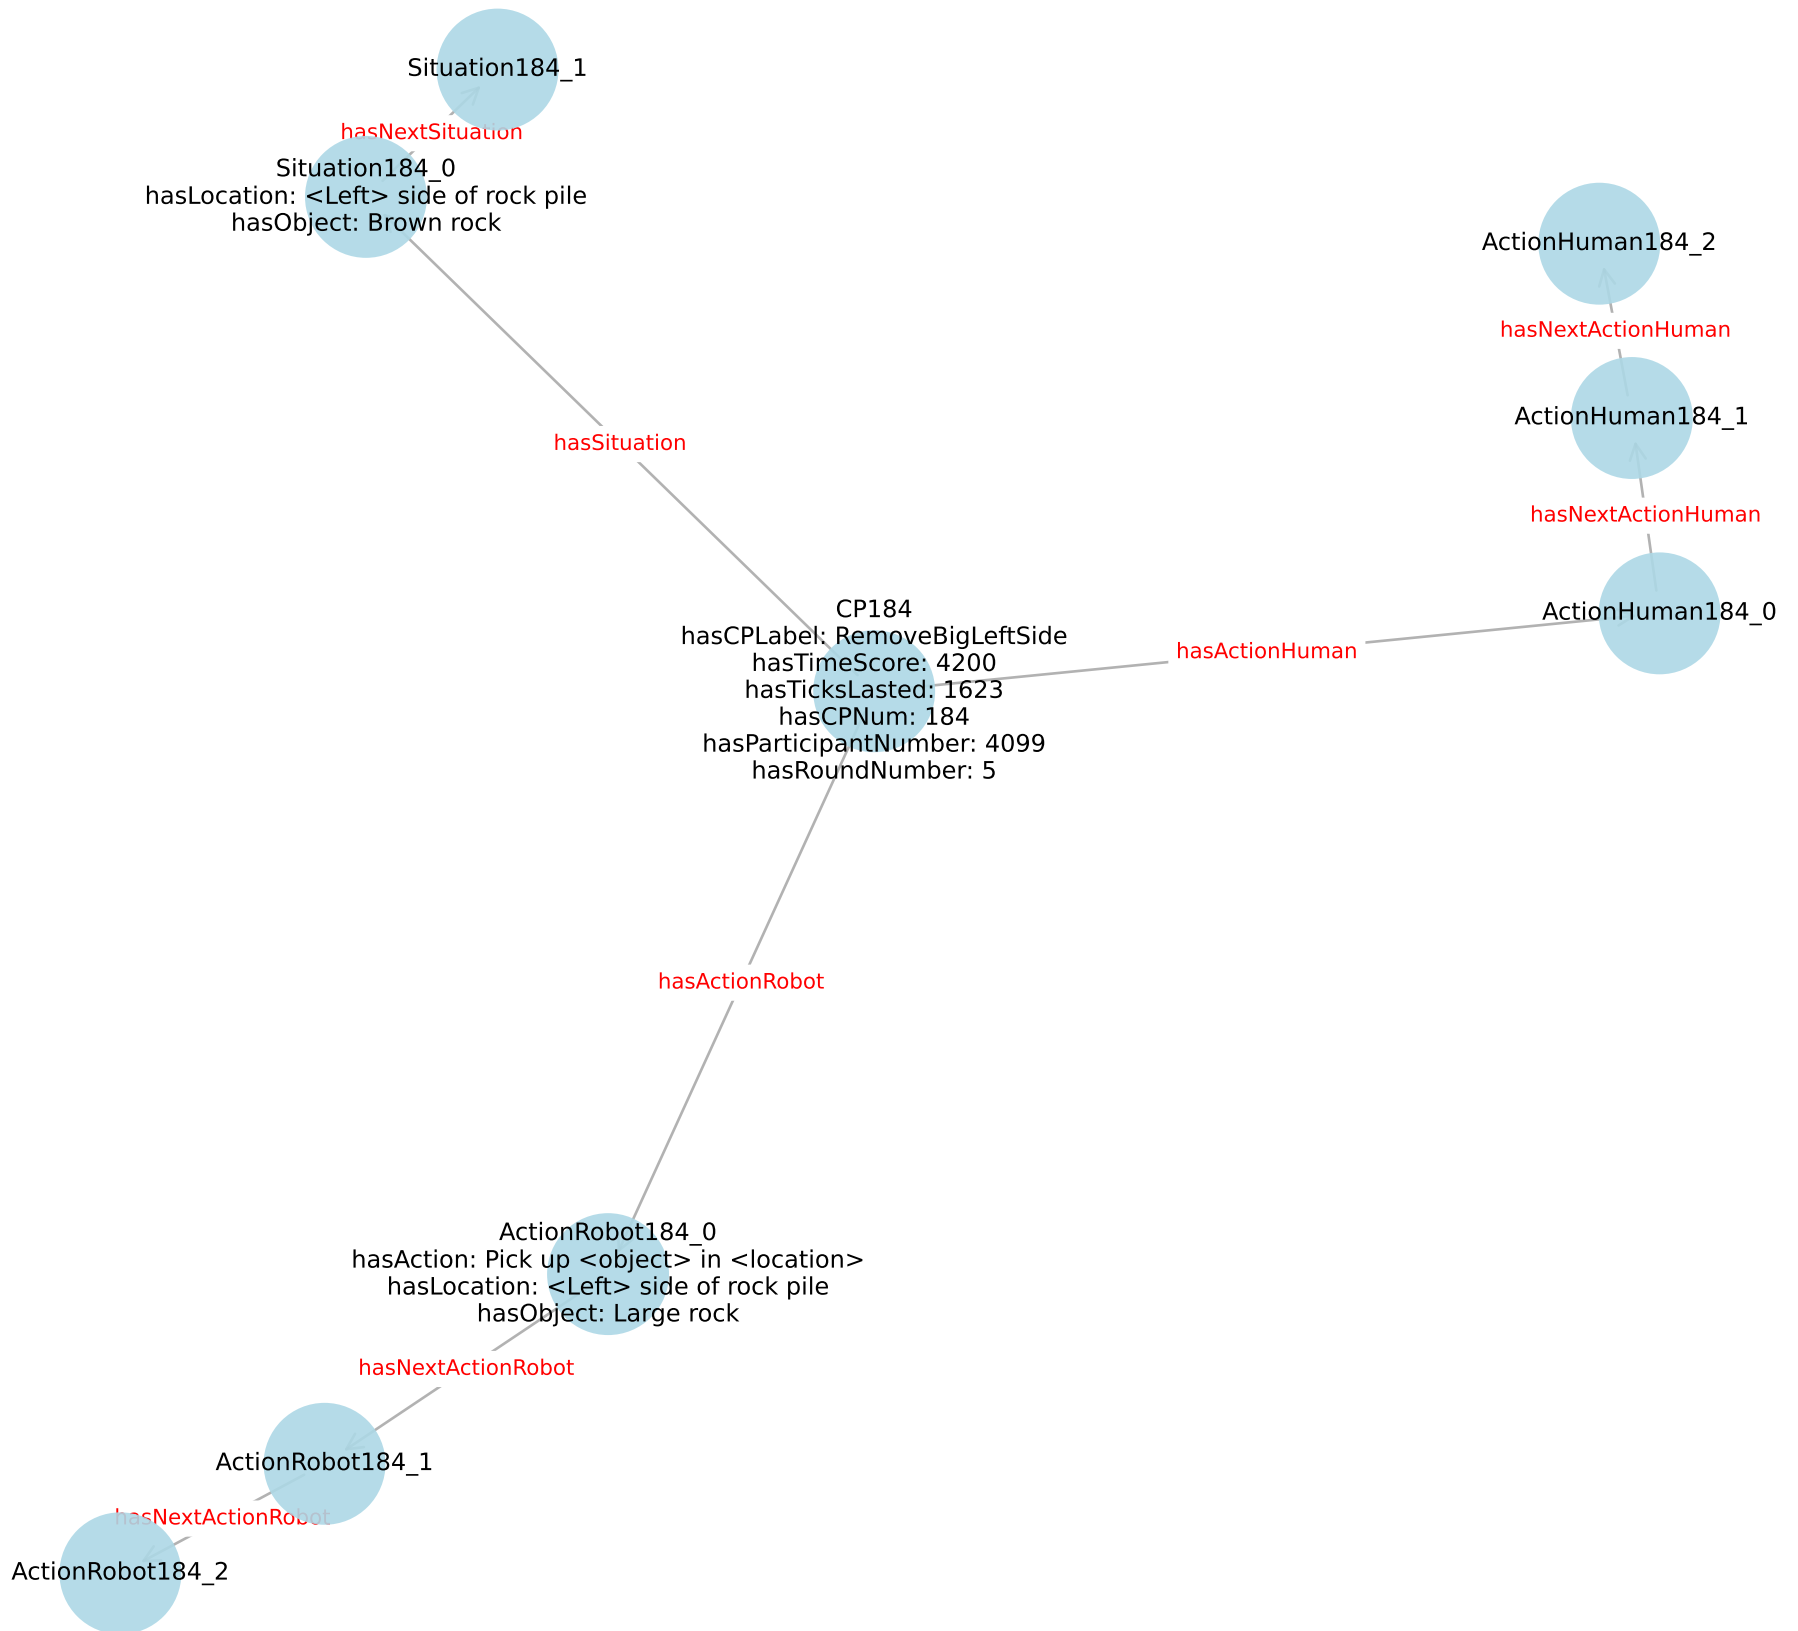 Situation184_1
hasNextSituation
Situation184_0
hasLocation: <Left> side of rock pile
hasObject: Brown rock
ActionHuman184_2
hasNextActionHuman
ActionHuman184_1
hasSituation
hasNextActionHuman
ActionHuman184_0
CP184
hasCPLabel: RemoveBigLeftSide
hasTimeScore: 4200
hasTicksLasted: 1623
hasCPNum: 184
hasParticipantNumber: 4099
hasRoundNumber: 5
hasActionHuman
hasActionRobot
ActionRobot184_0
hasAction: Pick up <object> in <location>
hasLocation: <Left> side of rock pile
hasObject: Large rock
hasNextActionRobot
ActionRobot184_1
hasNextActionRobot
ActionRobot184_2